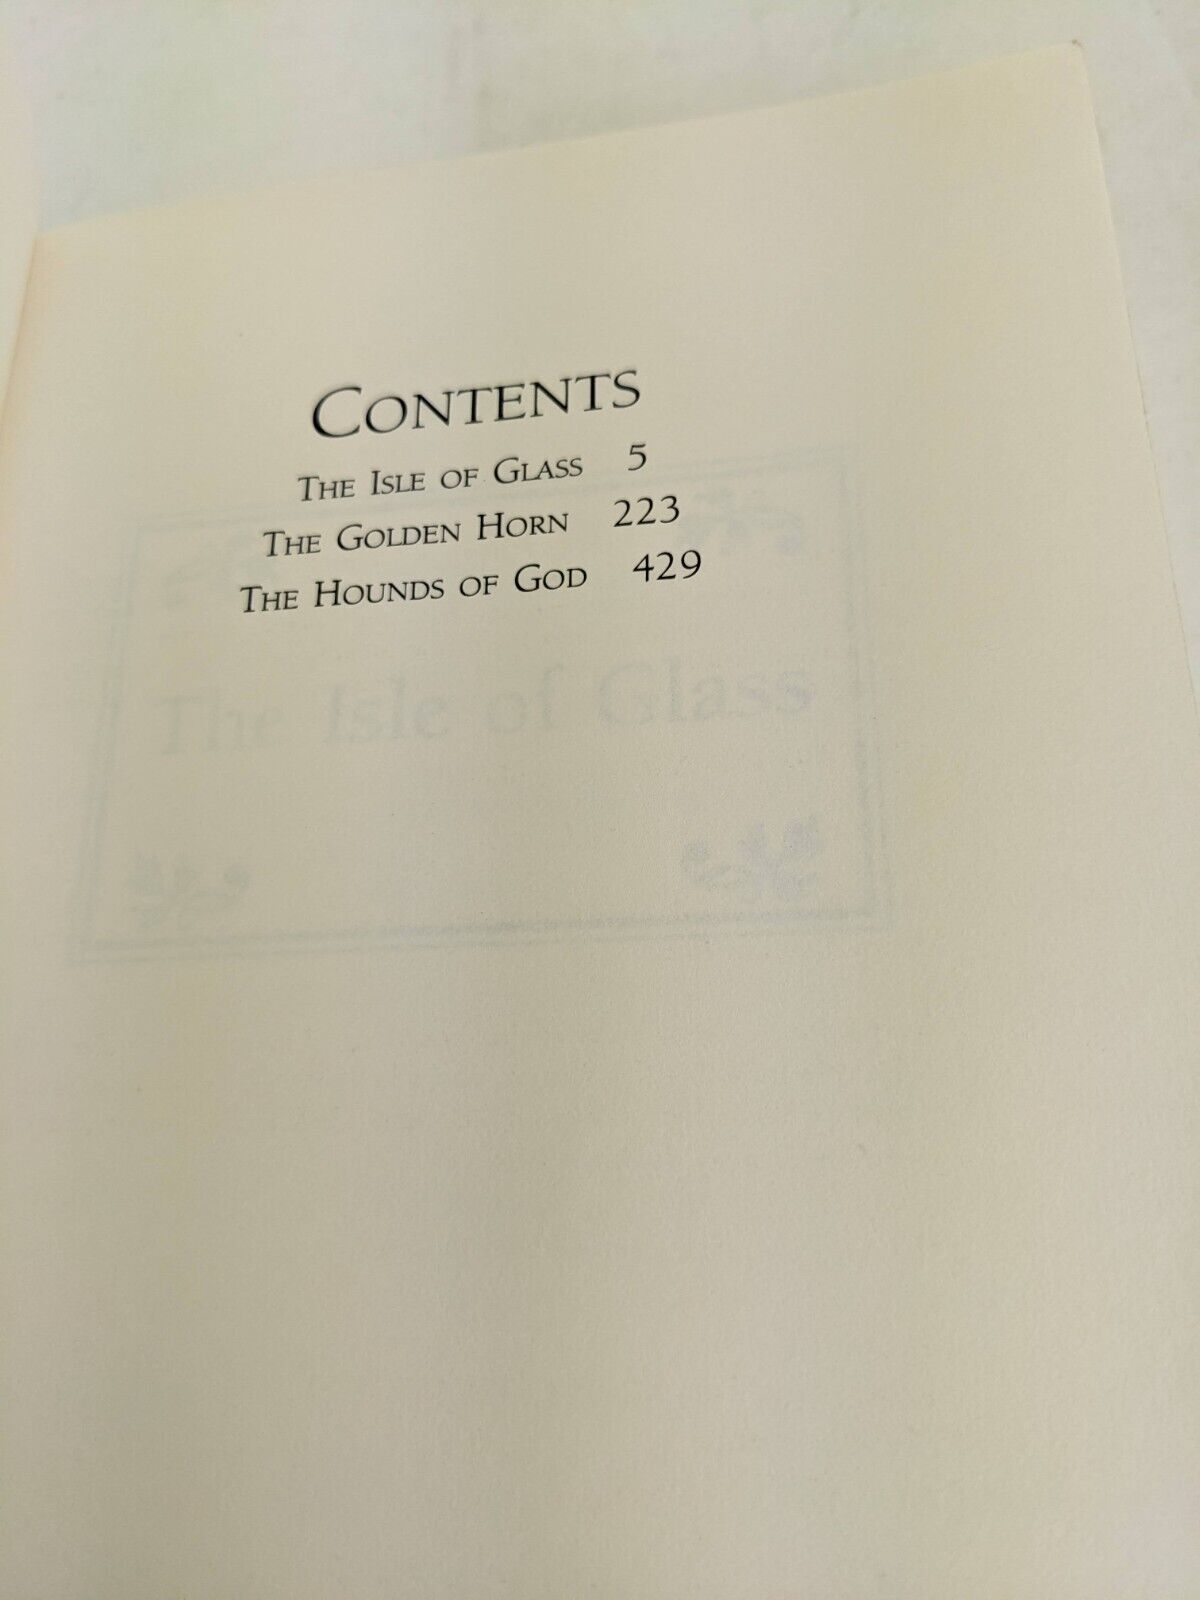 CONTENTS
THE ISLE OF GLASS 5
THE GOLDEN HORN 223
THE HOUNDS OF GOD 429
The Isle of Glass